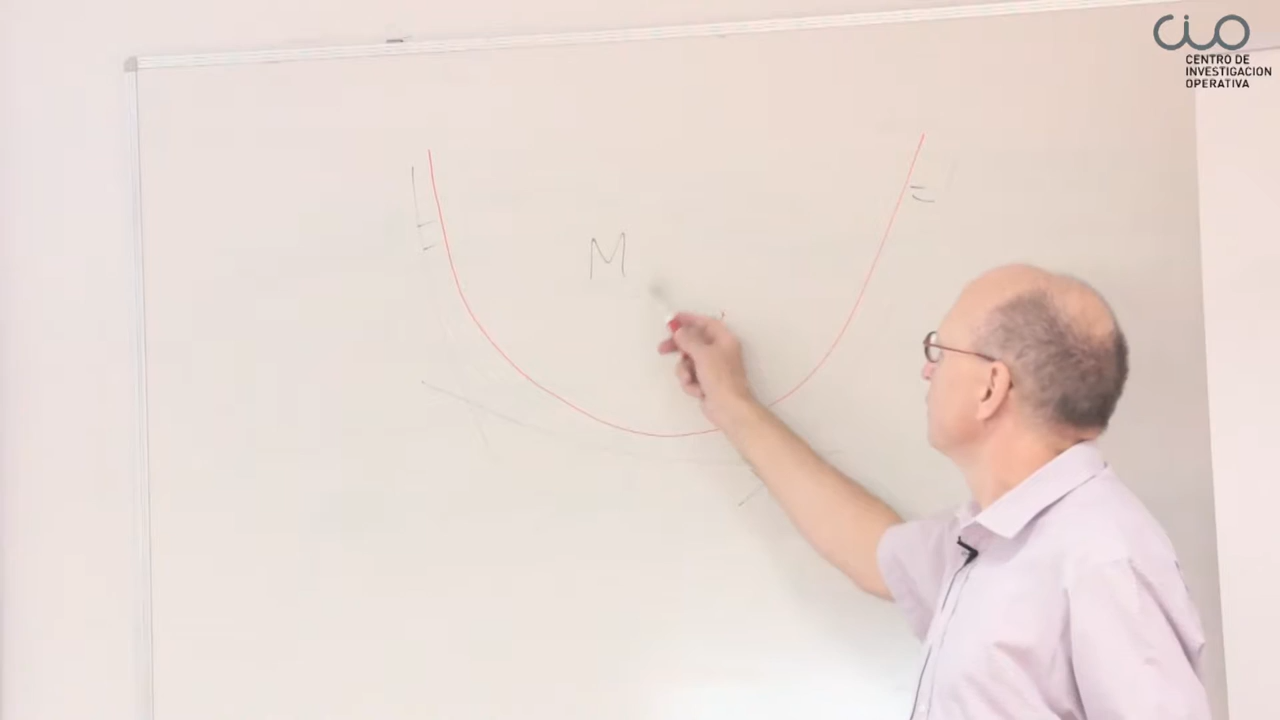 CIO
CENTRO DE
INVESTIGACION
OPERATIVA
M